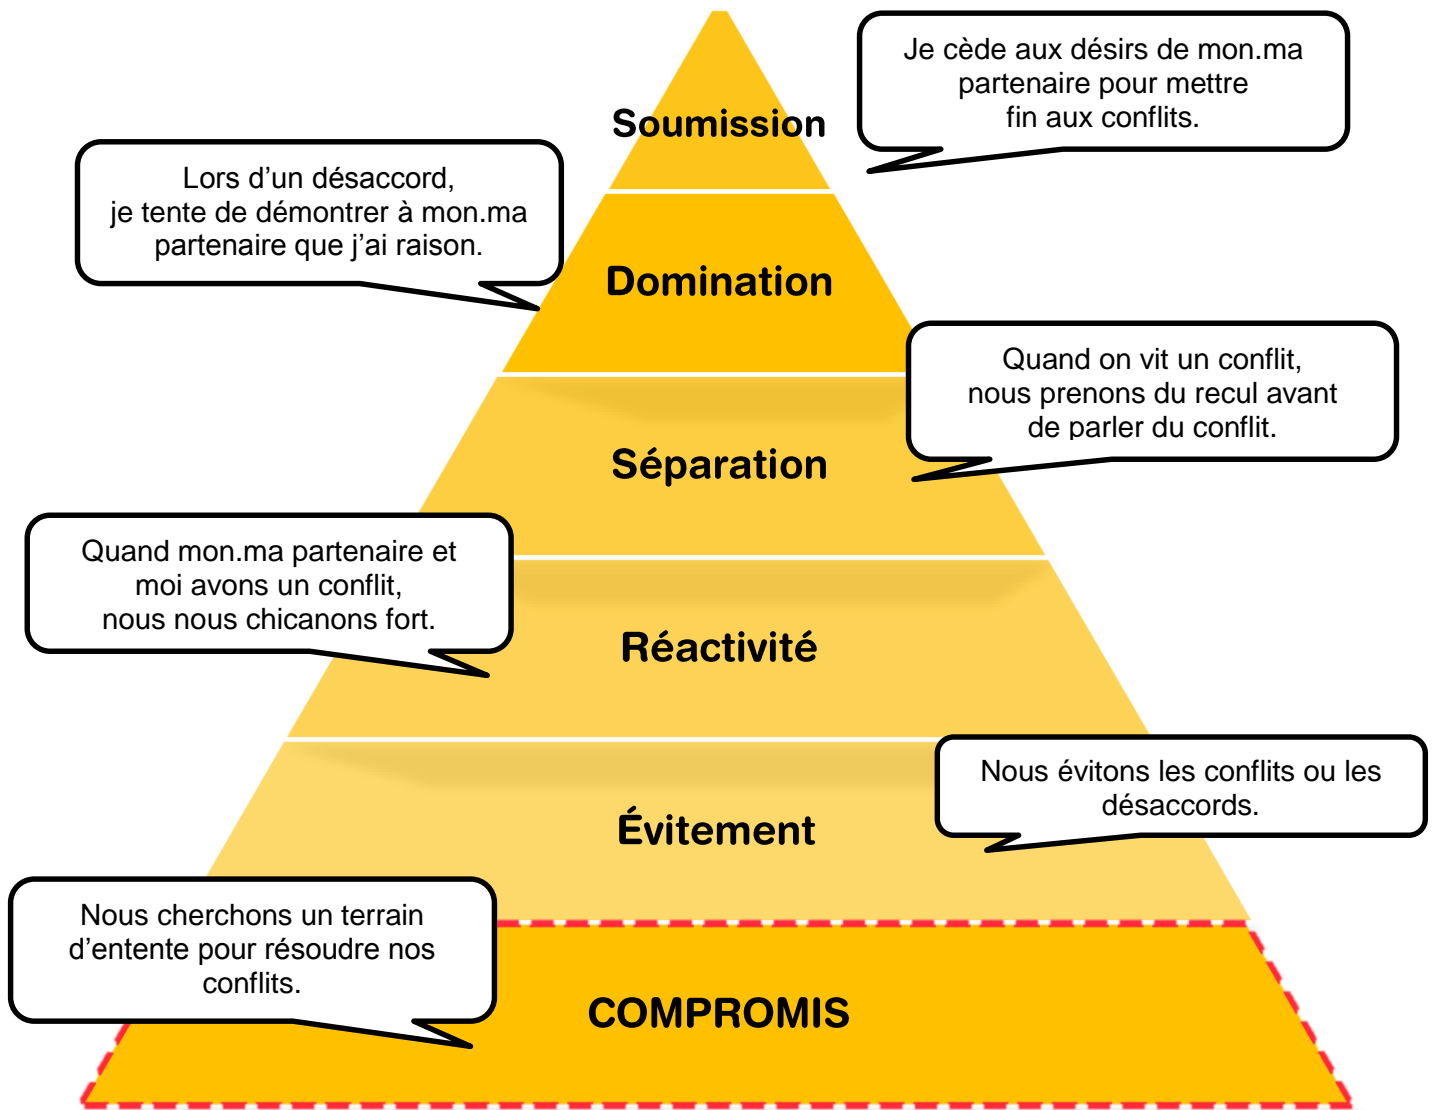 Je cède aux désirs de mon.ma
partenaire pour mettre
fin aux conflits.
Soumission
Lors d’un désaccord,
je tente de démontrer à mon.ma
partenaire que j’ai raison.
Domination
Quand on vit un conflit,
nous prenons du recul avant
de parler du conflit.
Séparation
Quand mon.ma partenaire et
moi avons un conflit,
nous nous chicanons fort.
Réactivité
Nous évitons les conflits ou les
désaccords.
Évitement
Nous cherchons un terrain
d’entente pour résoudre nos
conflits.
COMPROMIS